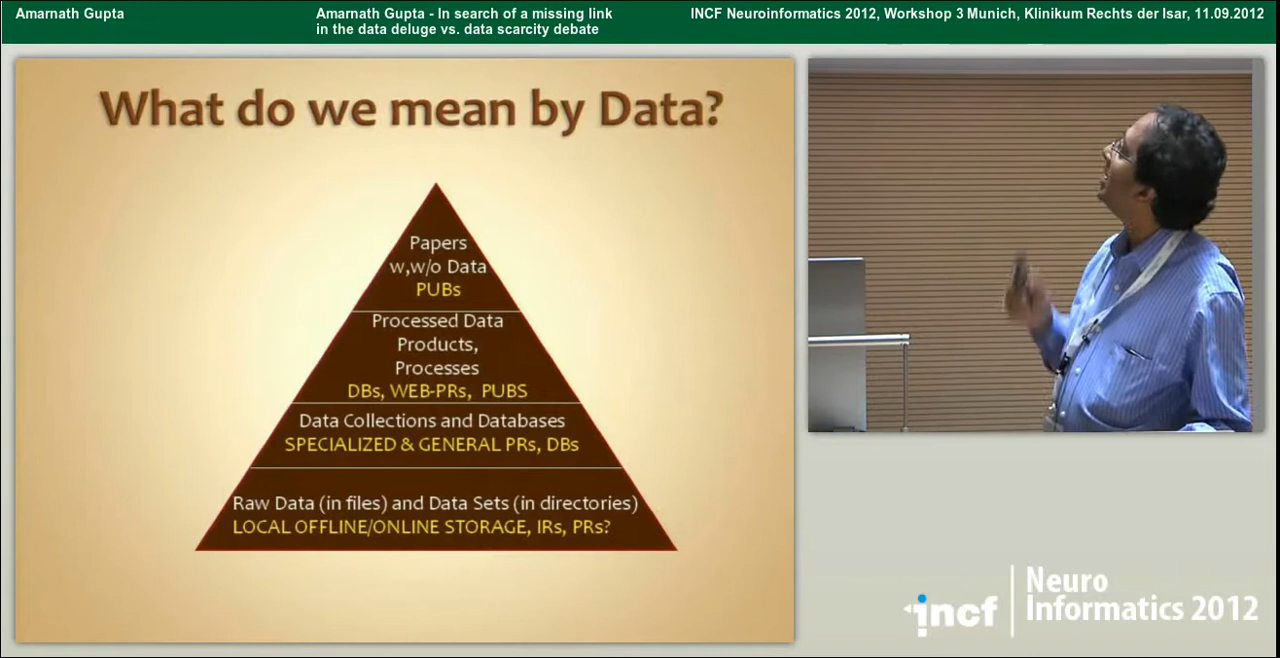 Amarnath Gupta
Amarnath Gupta - In search of a missing link
in the data deluge vs. data scarcity debate
INCF Neuroinformatics 2012, Workshop 3 Munich, Klinikum Rechts der Isar, 11.09.2012
What do we mean by Data?
Papers
w,w/o Data
PUBs
Processed Data
Products,
Processes
DBs, WEB-PRs, PUBS
Data Collections and Databases
SPECIALIZED & GENERAL PRs, DBs
Raw Data (in files) and Data Sets (in directories)
LOCAL OFFLINE/ONLINE STORAGE, IRs, PRs?
incf
Neuro
Informatics 2012